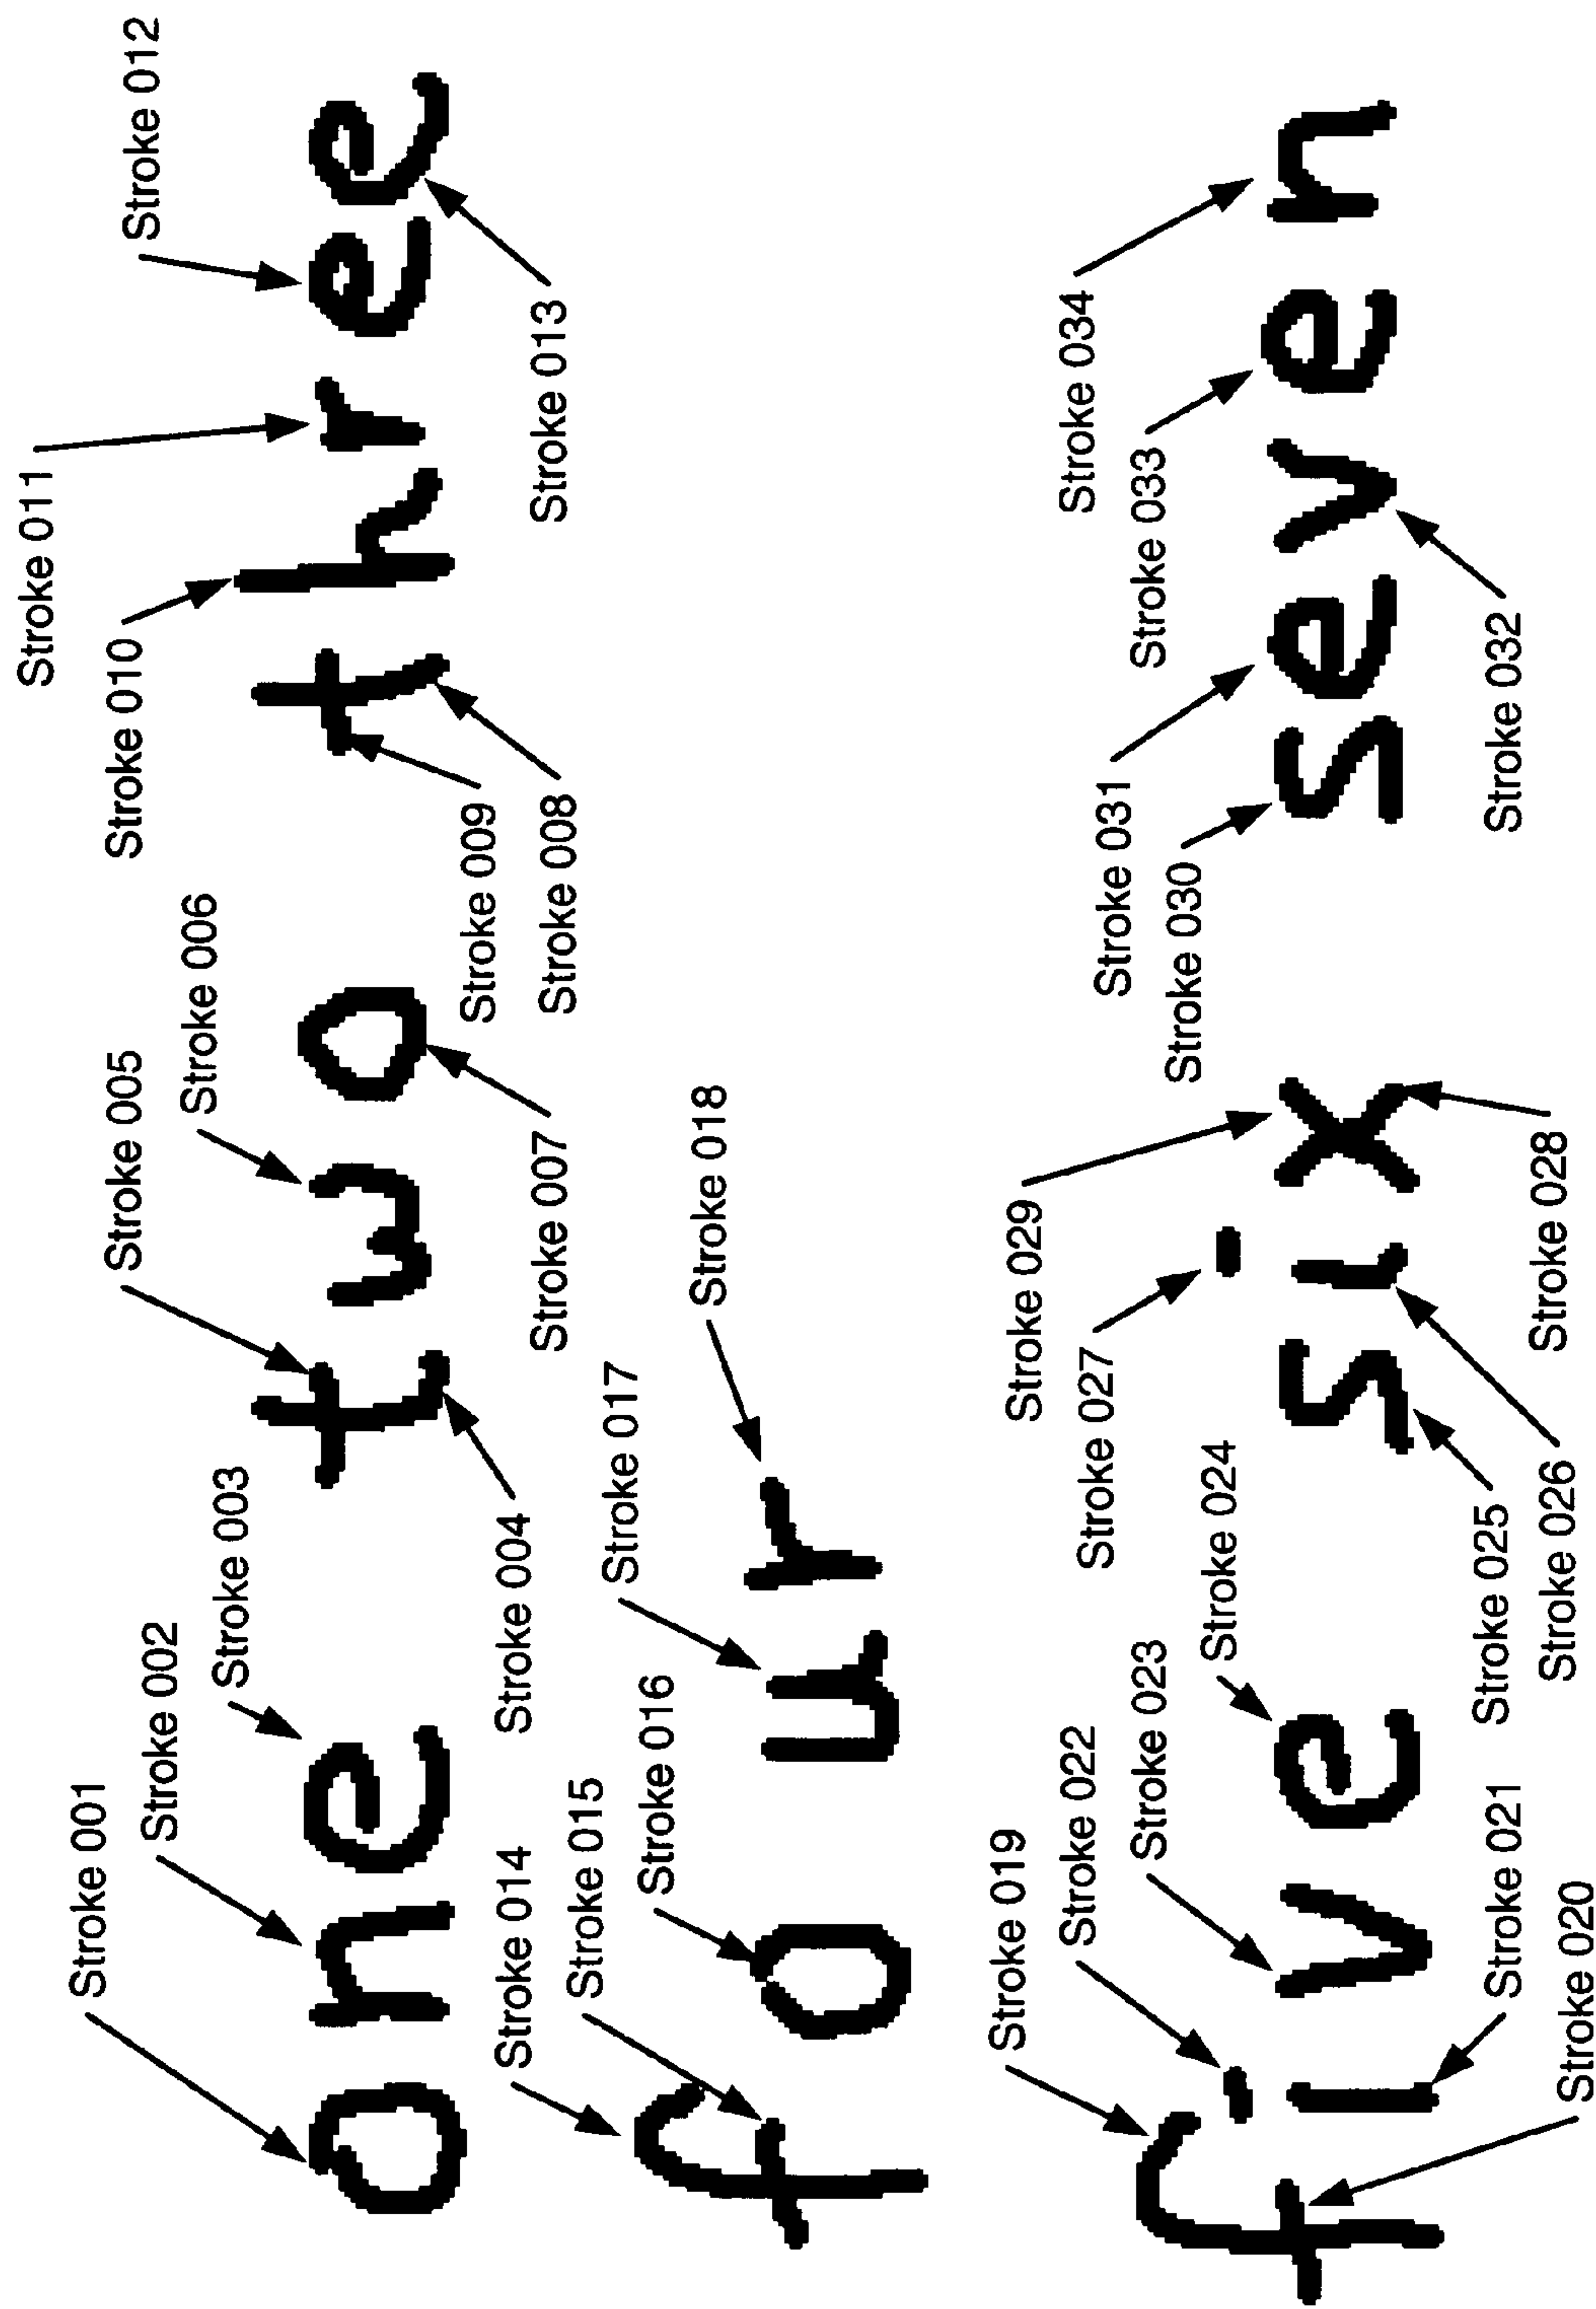 Stroke 011
Stroke 001
Stroke 005 Stroke 010
Stroke 012
Stroke 002
Stroke 006
Stroke 003
one two three
Stroke 009
Stroke 014 Stroke 004
Stroke 007 Stroke 013
Stroke 008
Stroke 015
Stroke 017
Stroke 016
Stroke 018
four
Stroke 019
Stroke 029
Stroke 022 Stroke 034
Stroke 027
Stroke 031
Stroke 023 Stroke 033
Stroke 030
Stroke 024
five six seven
Stroke 025
Stroke 021 Stroke 032
Stroke 028
Stroke 026
Stroke 020